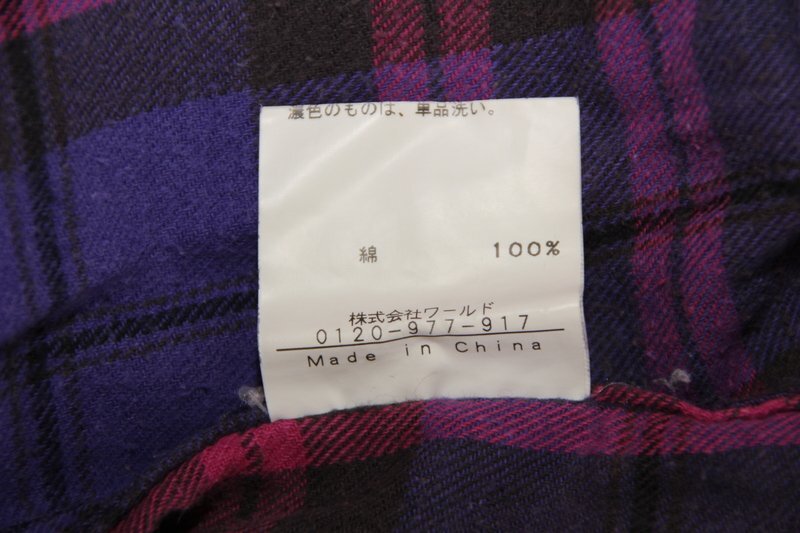 濃色のものは、単品洗い。
綿 100%
株式会社ワールド
0120-977-917
Made in China